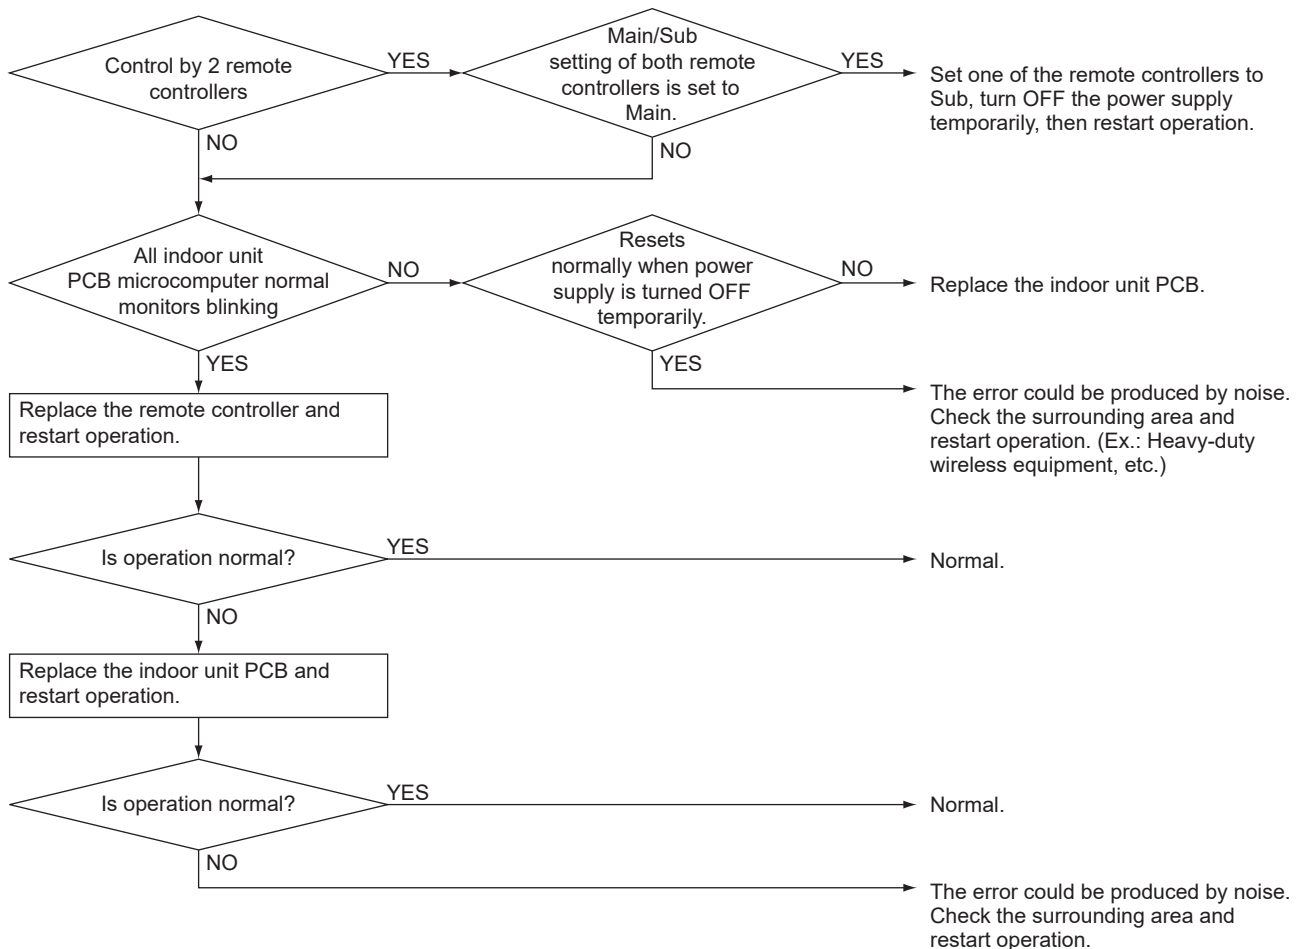 Control by 2 remote
controllers
YES
Main/Sub
setting of both remote
controllers is set to
Main.
YES
Set one of the remote controllers to
Sub, turn OFF the power supply
temporarily, then restart operation.
NO
NO
All indoor unit
PCB microcomputer normal
monitors blinking
NO
Resets
normally when power
supply is turned OFF
temporarily.
NO
Replace the indoor unit PCB.
YES
YES
The error could be produced by noise.
Check the surrounding area and
restart operation. (Ex.: Heavy-duty
wireless equipment, etc.)
Replace the remote controller and
restart operation.
Is operation normal?
YES
Normal.
NO
Replace the indoor unit PCB and
restart operation.
Is operation normal?
YES
Normal.
NO
The error could be produced by noise.
Check the surrounding area and
restart operation.